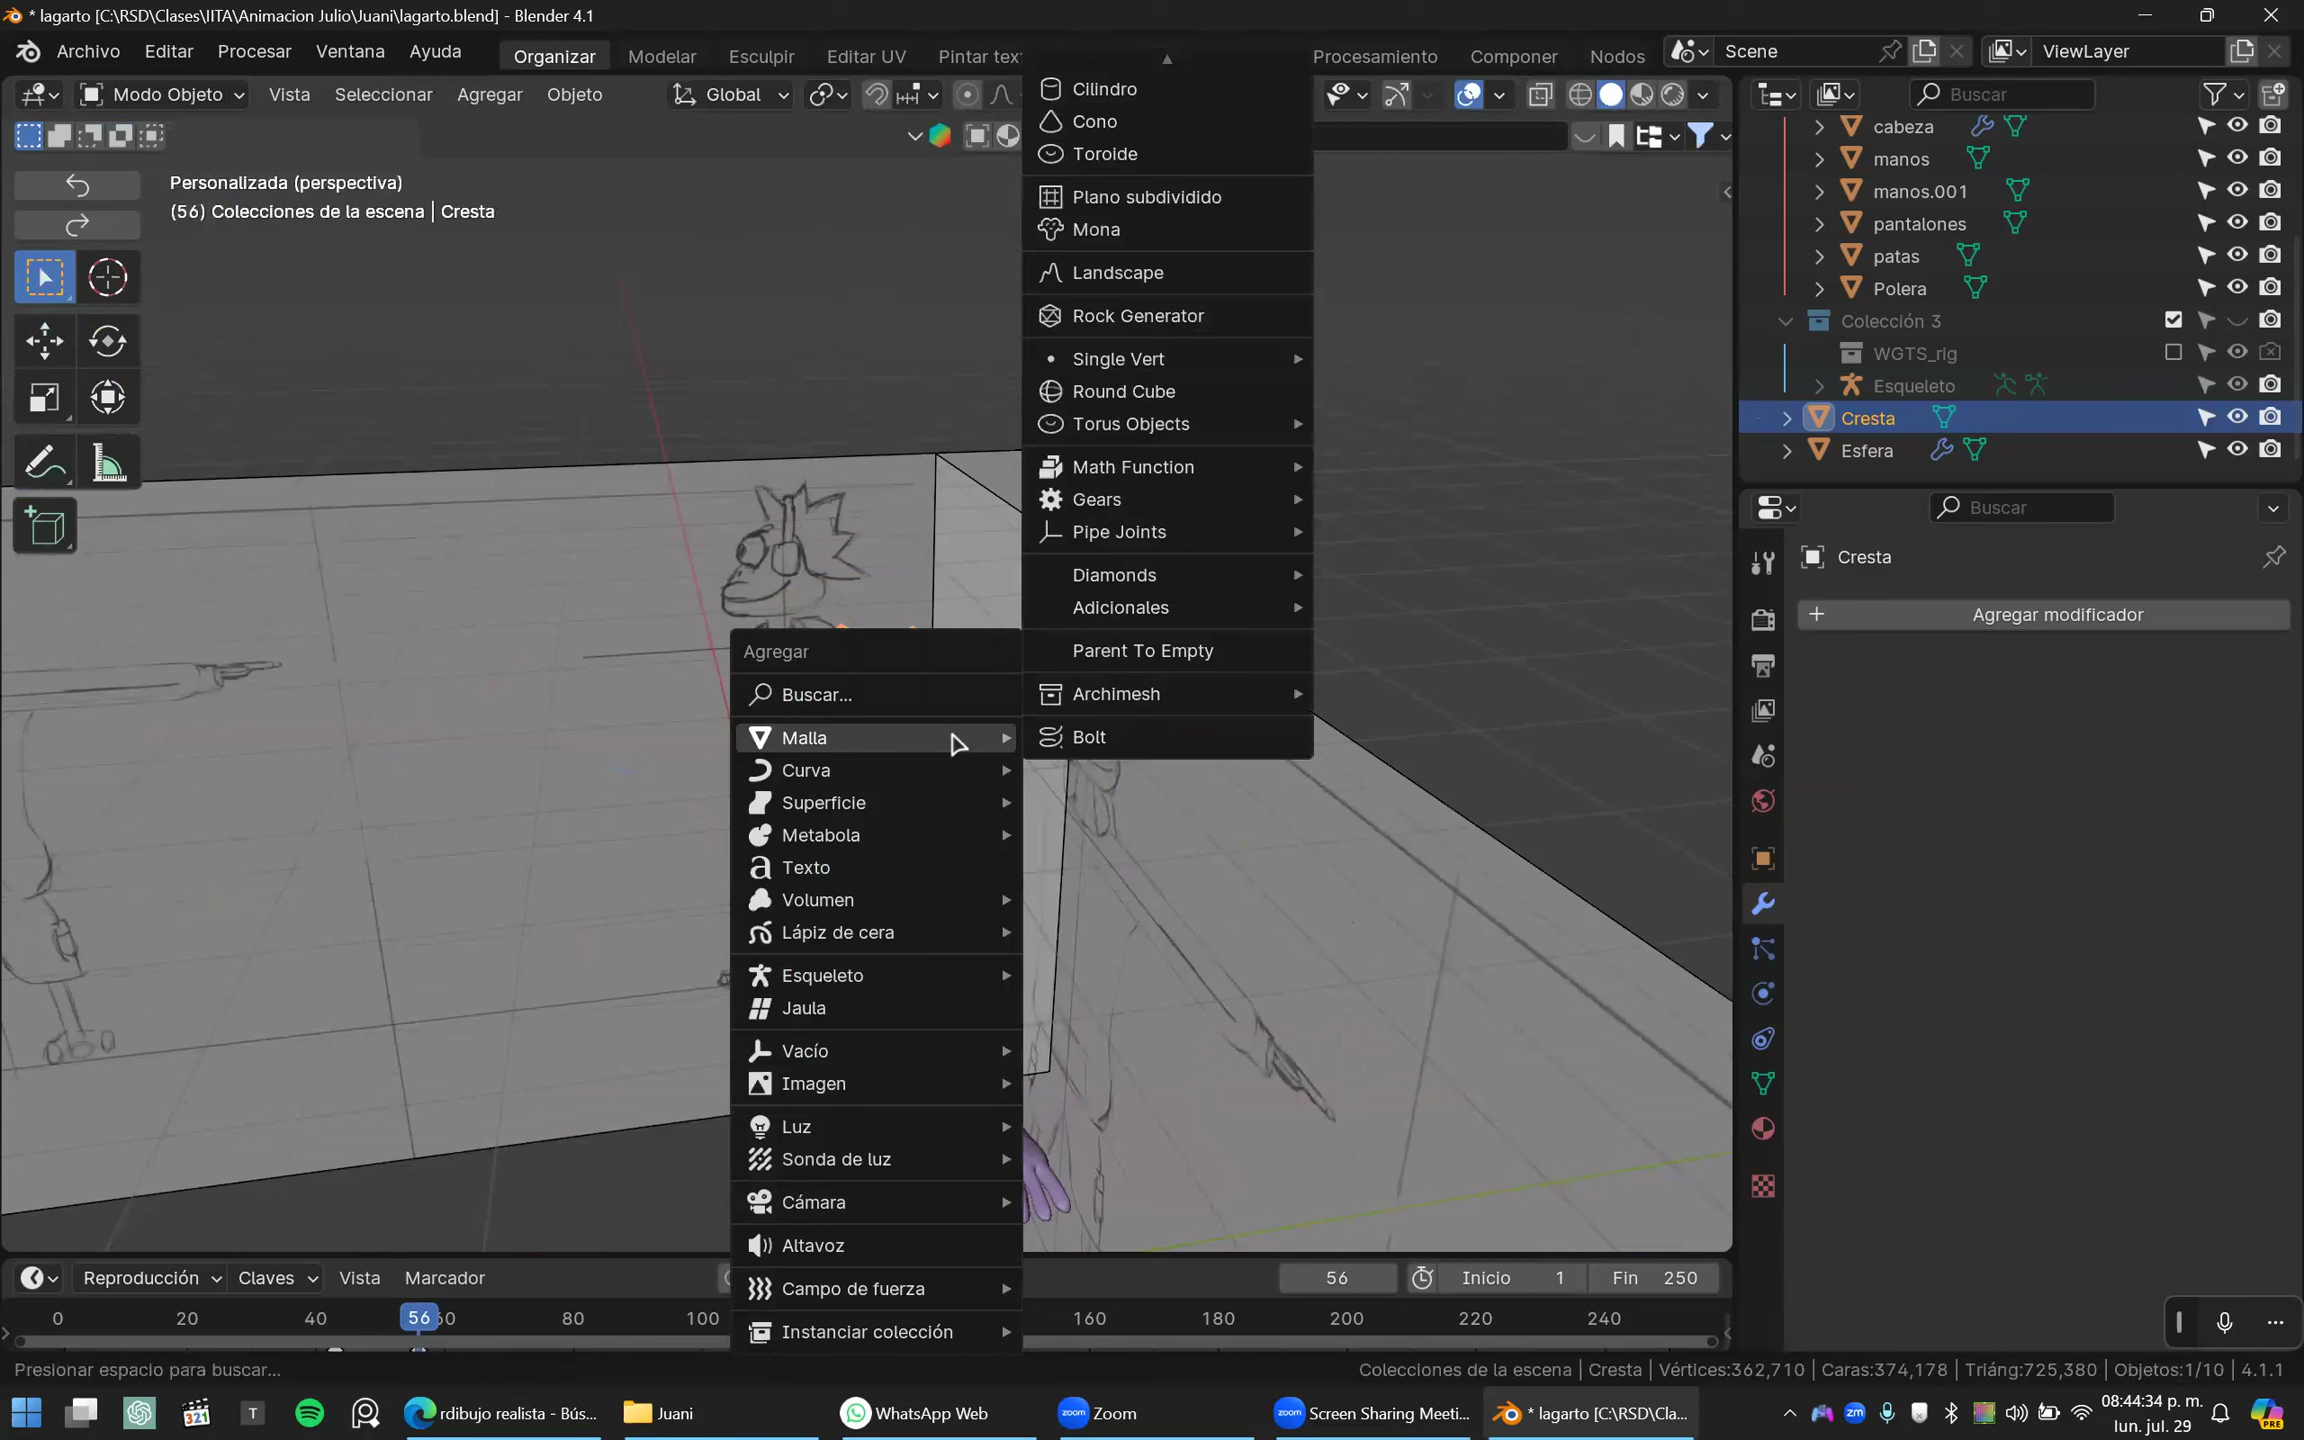 * lagarto [C:\RSD\Clases\IITA\Animacion Julio\Juani\lagarto.blend] - Blender 4.1
Archivo Editar Procesar Ventana Ayuda Organizar Modelar Esculpir Editar UV Pintar tex Procesamiento Componer Nodos Scene ViewLayer
Modo Objeto Vista Seleccionar Agregar Objeto Global Buscar
Personalizada (perspectiva)
(56) Colecciones de la escena | Cresta
Cilindro
Cono
Toroide
Plano subdividido
Mona
Landscape
Rock Generator
Single Vert
Round Cube
Torus Objects
Math Function
Gears
Pipe Joints
Diamonds
Adicionales
Parent To Empty
Archimesh
Bolt
Agregar
Buscar...
Malla
Curva
Superficie
Metabola
Texto
Volumen
Lápiz de cera
Esqueleto
Jaula
Vacío
Imagen
Luz
Sonda de luz
Cámara
Altavoz
Campo de fuerza
Instanciar colección
cabeza
manos
manos.001
pantalones
patas
Polera
Colección 3
WGTS_rig
Esqueleto
Cresta
Esfera
Buscar
Cresta
Agregar modificador
Reproducción Claves Vista Marcador 56 Inicio 1 Fin 250
0 20 40 56 60 80 100 160 180 200 220 240
Presionar espacio para buscar... Colecciones de la escena | Cresta | Vértices:362,710 | Caras:374,178 | Triáng:725,380 | Objetos:1/10 | 4.1.1
321 T rdibujo realista - Bús... Juani WhatsApp Web zoom Zoom zoom Screen Sharing Meeti... * lagarto [C:\RSD\Cla... zm 08:44:34 p. m. PRE
lun. jul. 29